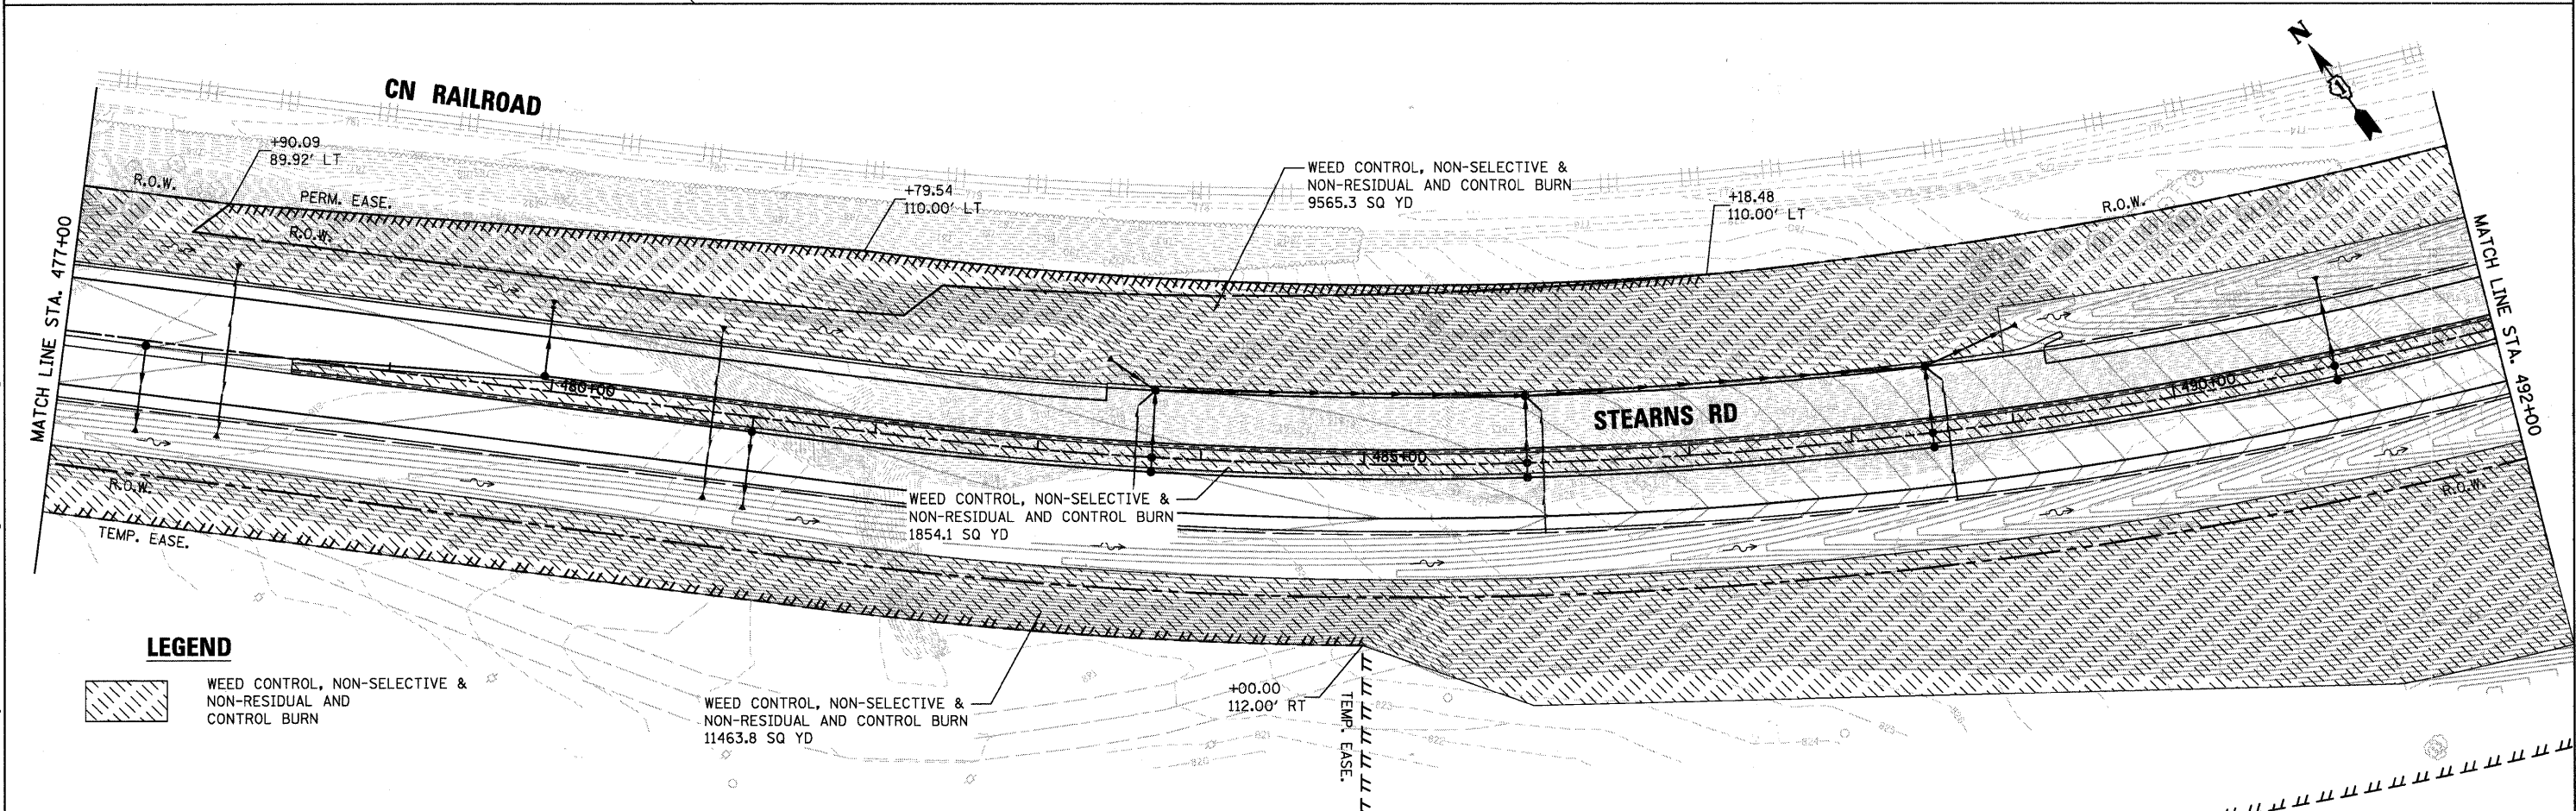 N
CN RAILROAD
+90.09
89.92' LT
R.O.W.
PERM. EASE.
R.O.W.
+79.54
110.00' LT
WEED CONTROL, NON-SELECTIVE &
NON-RESIDUAL AND CONTROL BURN
9565.3 SQ YD
+18.48
110.00' LT
R.O.W.
MATCH LINE STA. 477+00
MATCH LINE STA. 492+00
480+00
485+00
490+00
STEARNS RD
WEED CONTROL, NON-SELECTIVE &
NON-RESIDUAL AND CONTROL BURN
1854.1 SQ YD
R.O.W.
R.O.W.
TEMP. EASE.
LEGEND
WEED CONTROL, NON-SELECTIVE &
NON-RESIDUAL AND
CONTROL BURN
WEED CONTROL, NON-SELECTIVE &
NON-RESIDUAL AND CONTROL BURN
11463.8 SQ YD
+00.00
112.00' RT
TEMP. EASE.
823
822
821
820
824